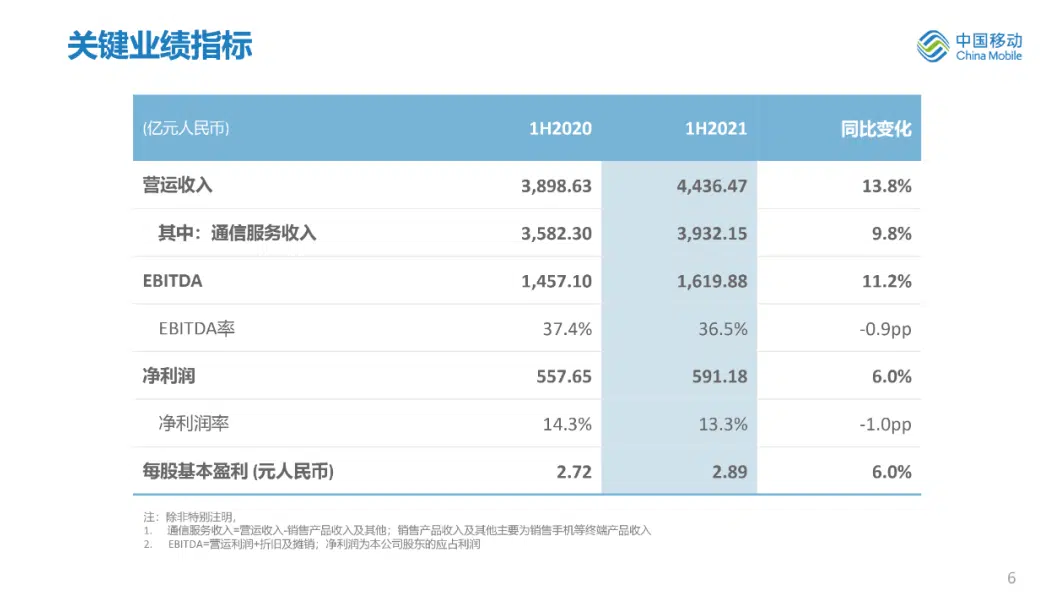 关键业绩指标
中国移动
China Mobile
(亿元人民币) 1H2020 1H2021 同比变化
营运收入 3,898.63 4,436.47 13.8%
其中：通信服务收入 3,582.30 3,932.15 9.8%
EBITDA 1,457.10 1,619.88 11.2%
EBITDA率 37.4% 36.5% -0.9pp
净利润 557.65 591.18 6.0%
净利润率 14.3% 13.3% -1.0pp
每股基本盈利 (元人民币) 2.72 2.89 6.0%
注：除非特别注明，
1. 通信服务收入=营运收入-销售产品收入及其他；销售产品收入及其他主要为销售手机等终端产品收入
2. EBITDA=营运利润+折旧及摊销；净利润为本公司股东的应占利润
6